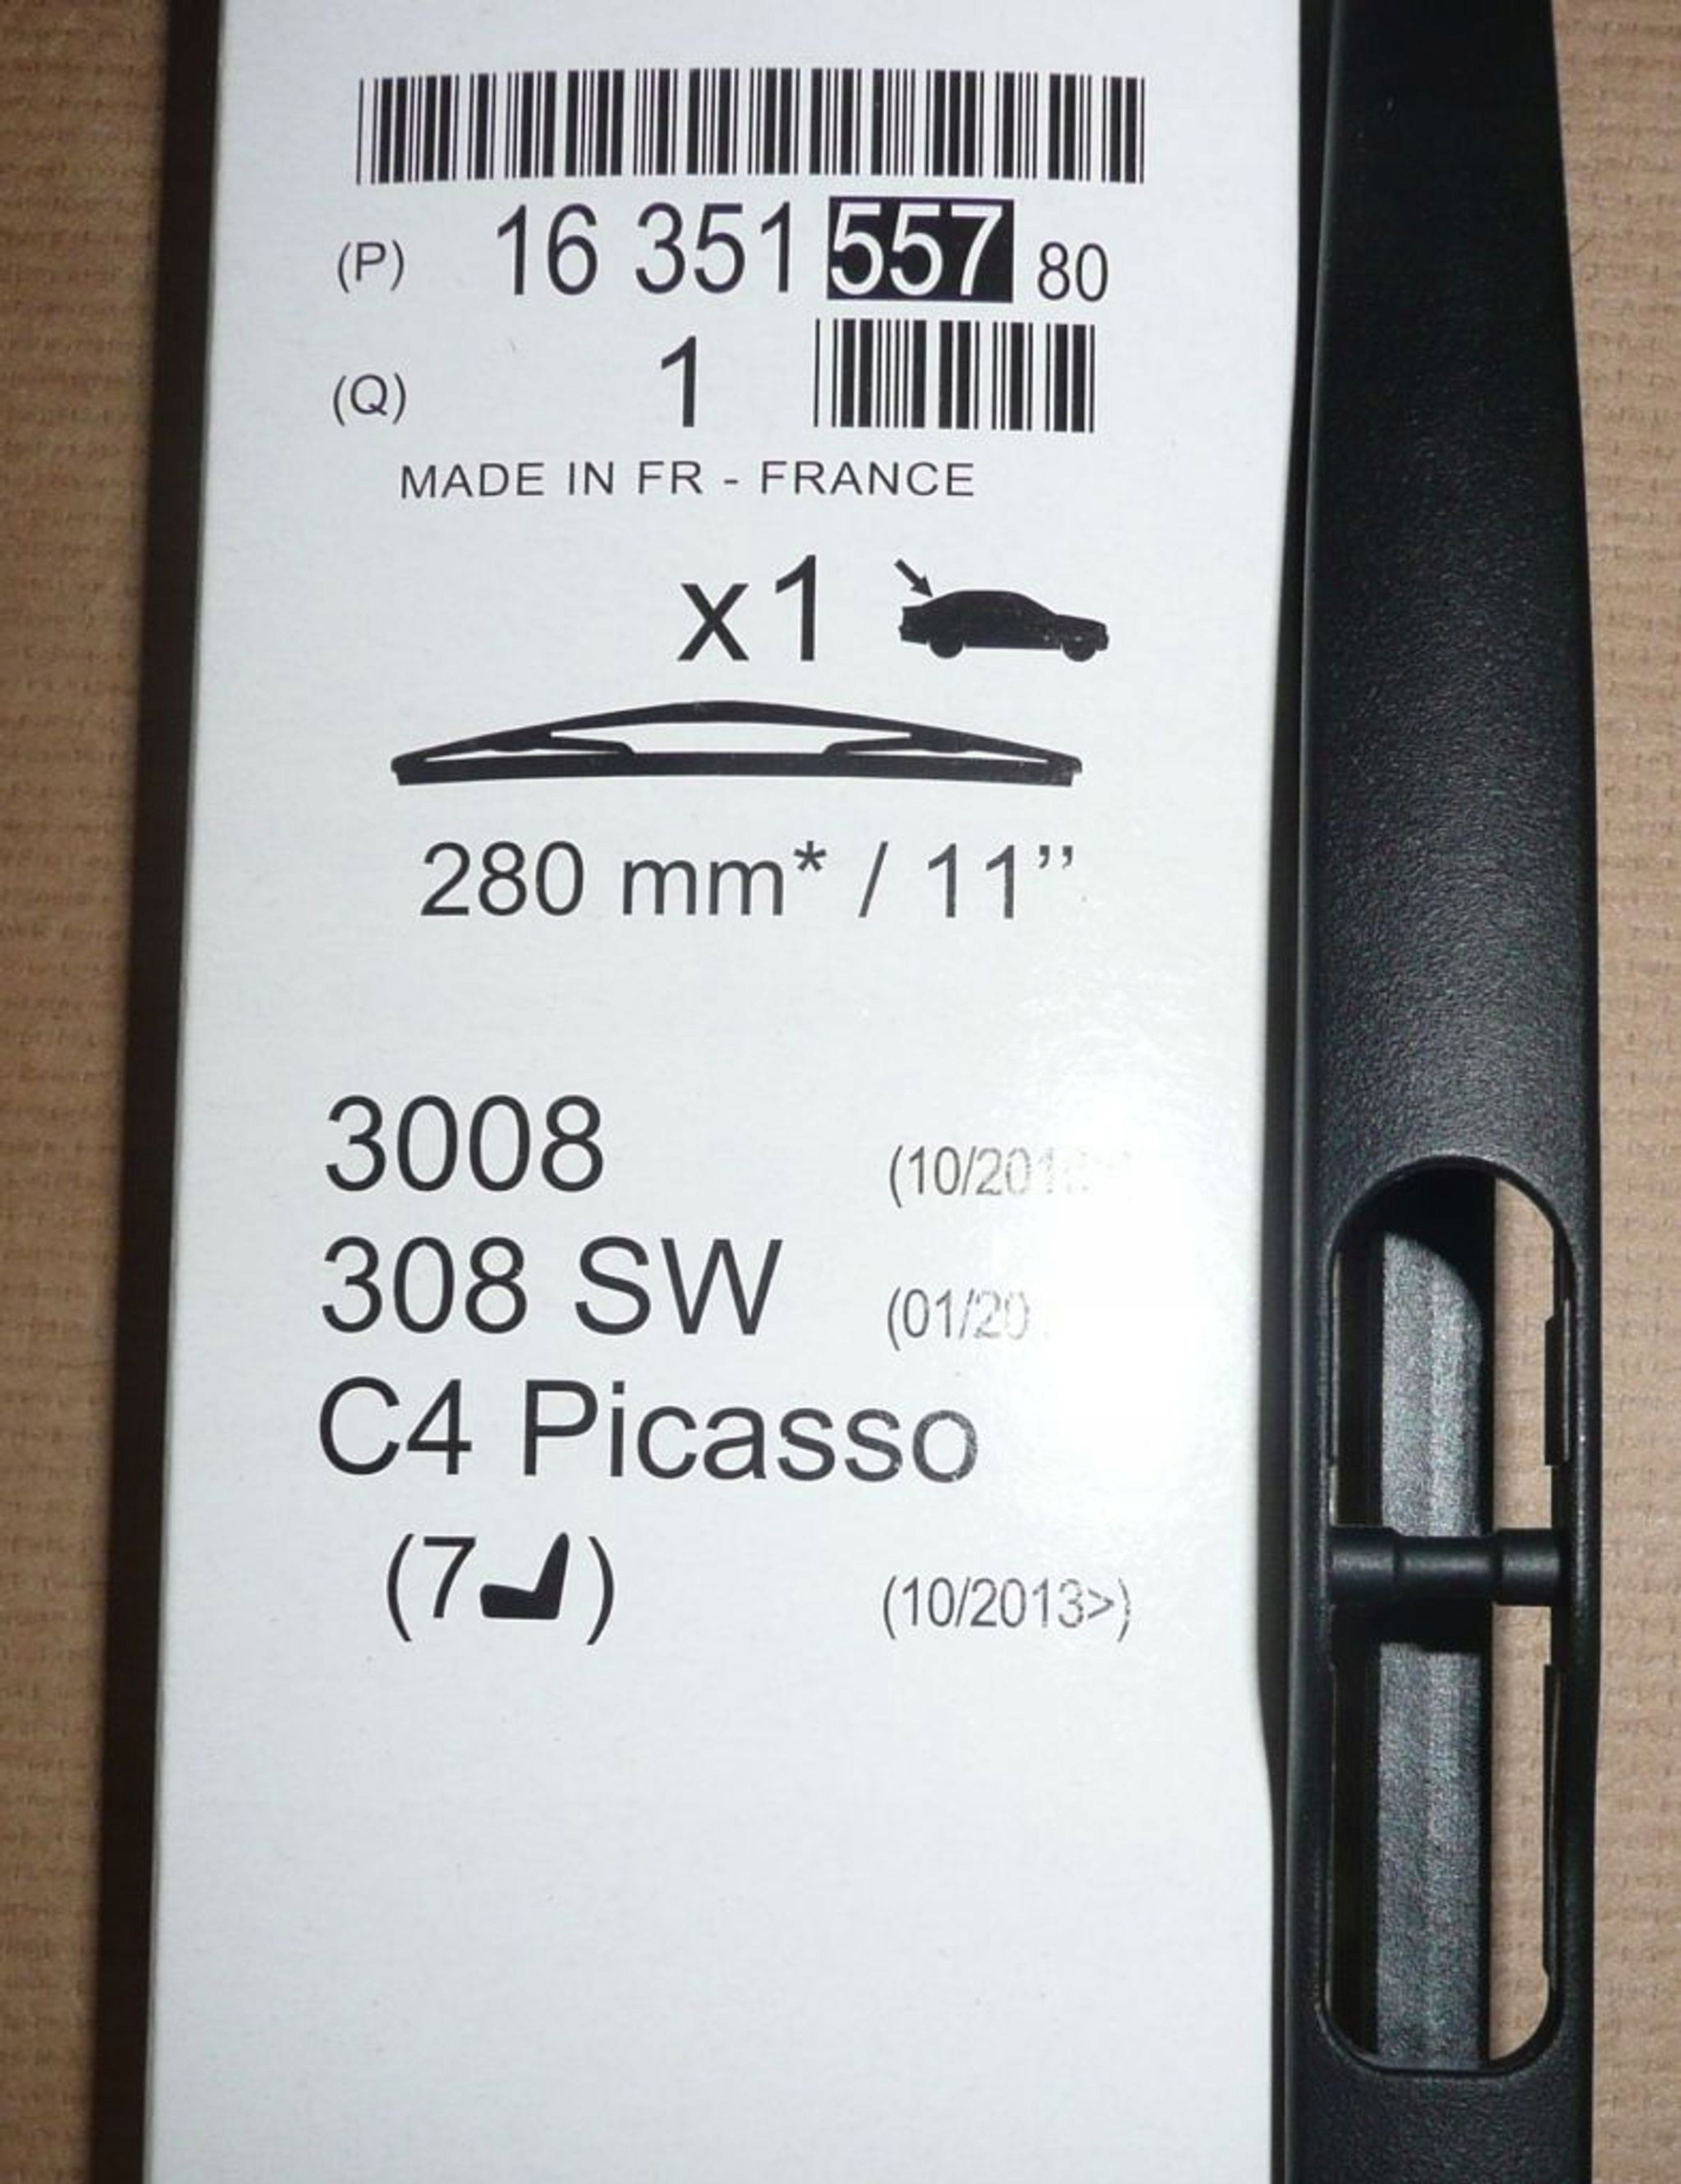 (P) 16 351 557 80
(Q) 1
MADE IN FR - FRANCE
x1
280 mm* / 11’’
3008
308 SW
C4 Picasso
(7 )
(10/2013>)